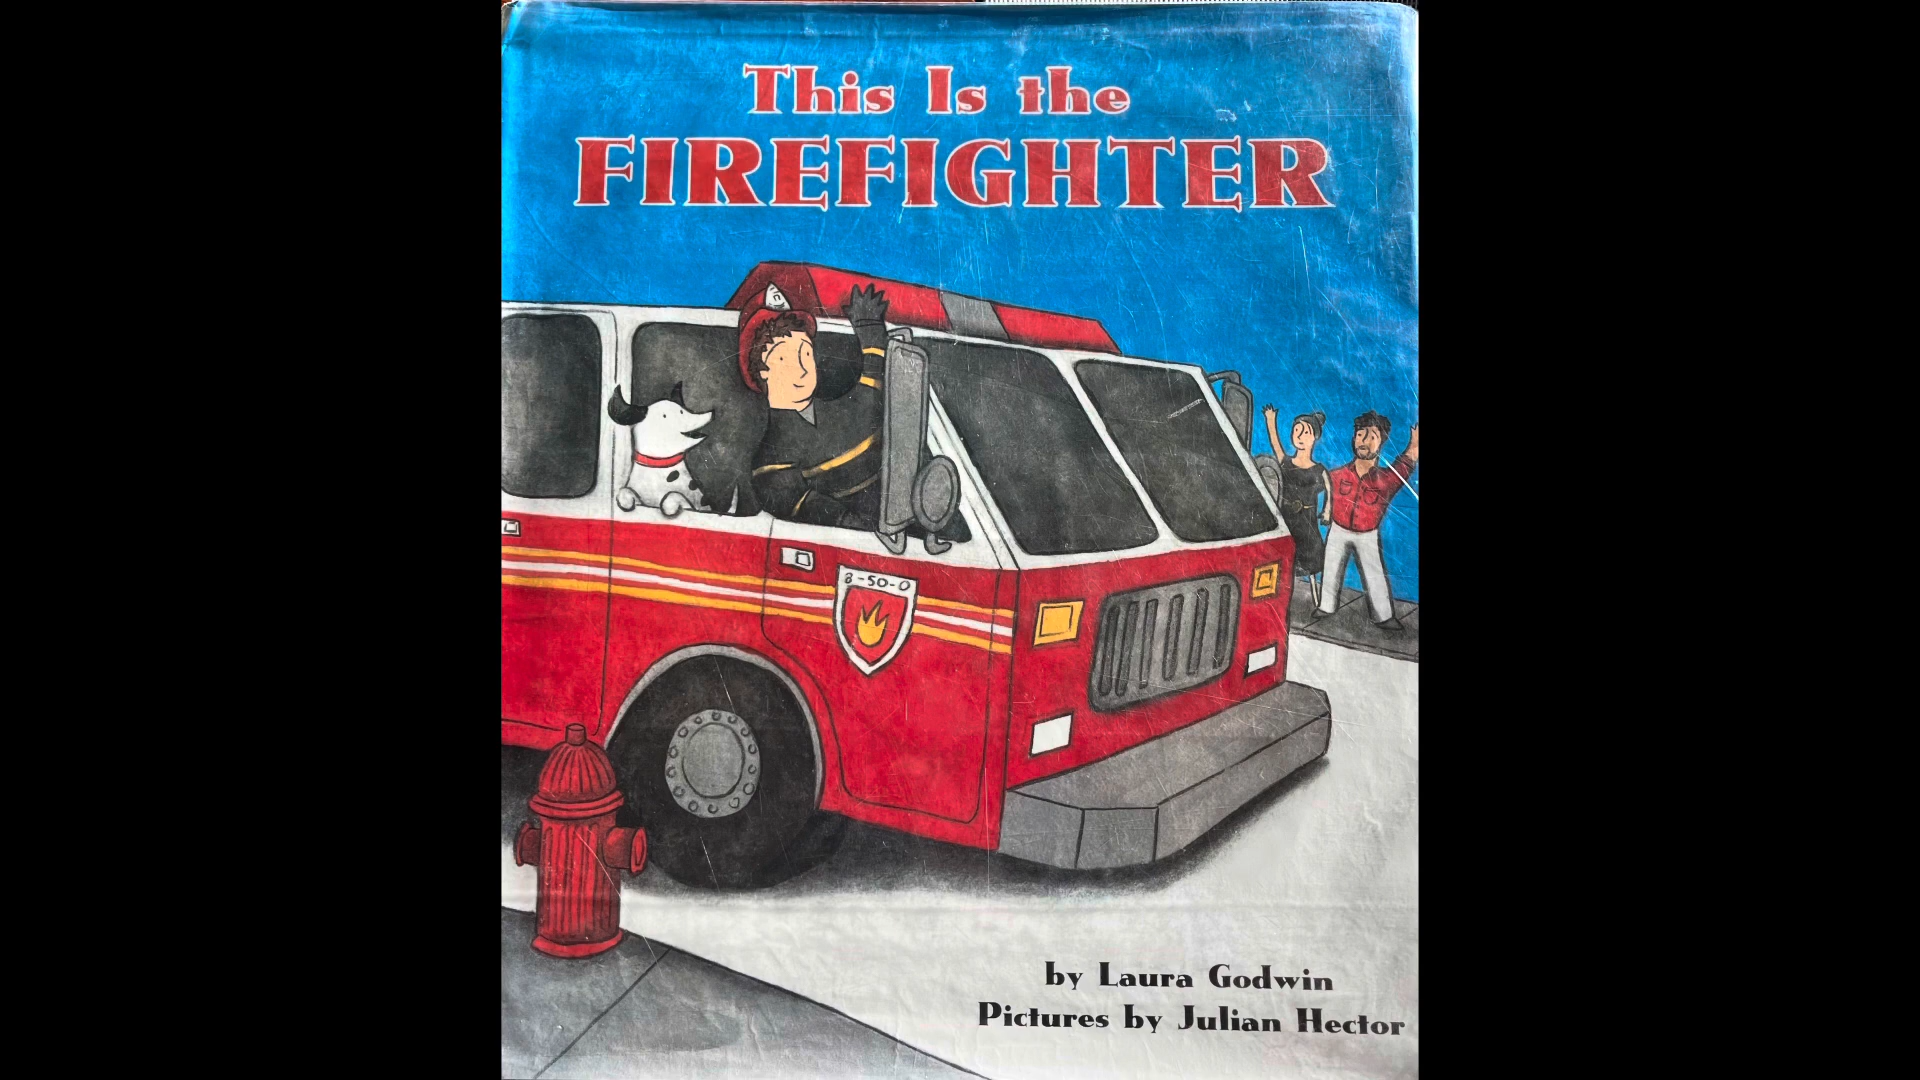 This Is the
FIREFIGHTER
8-50-0
by Laura Godwin
Pictures by Julian Hector